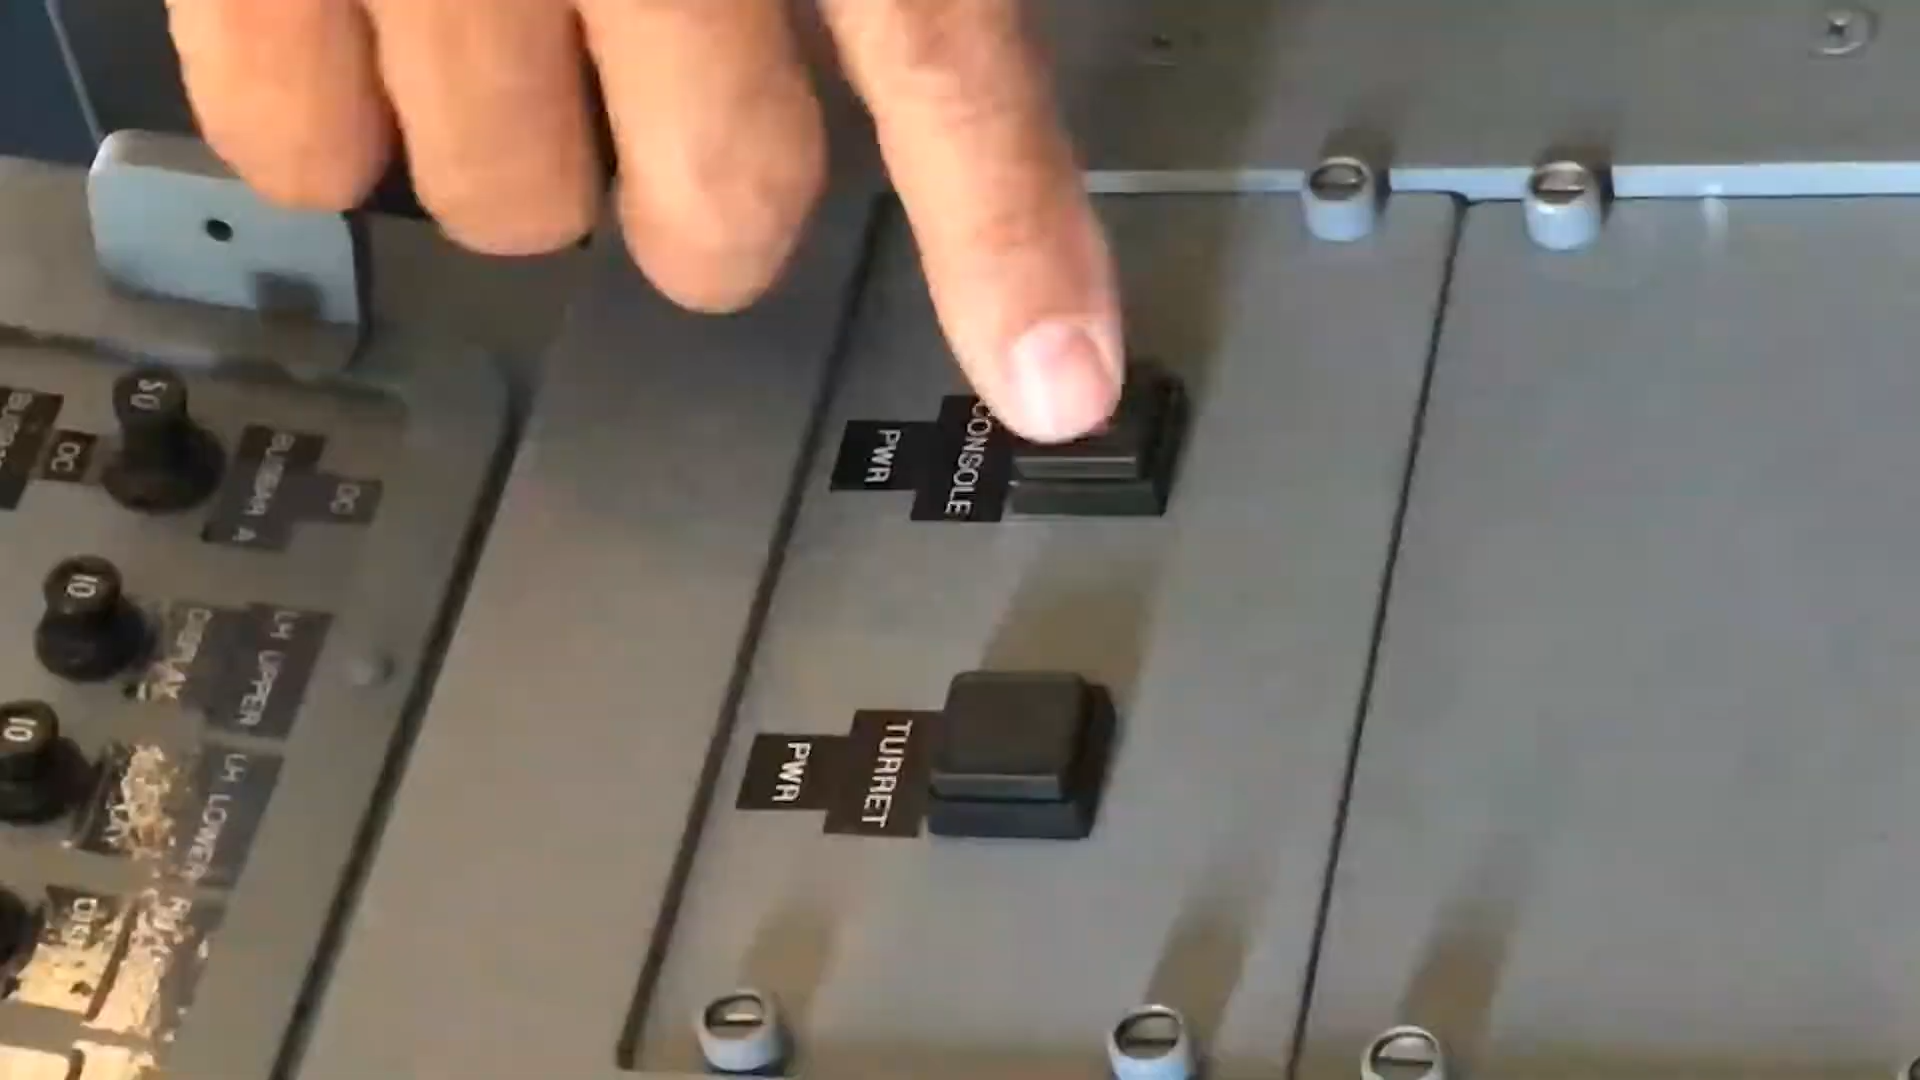 CONSOLE
PWR
TURRET
PWR
50
DC
BUSBAR A
DC
10
LH UPPER
DISPLAY
10
LH LOWER